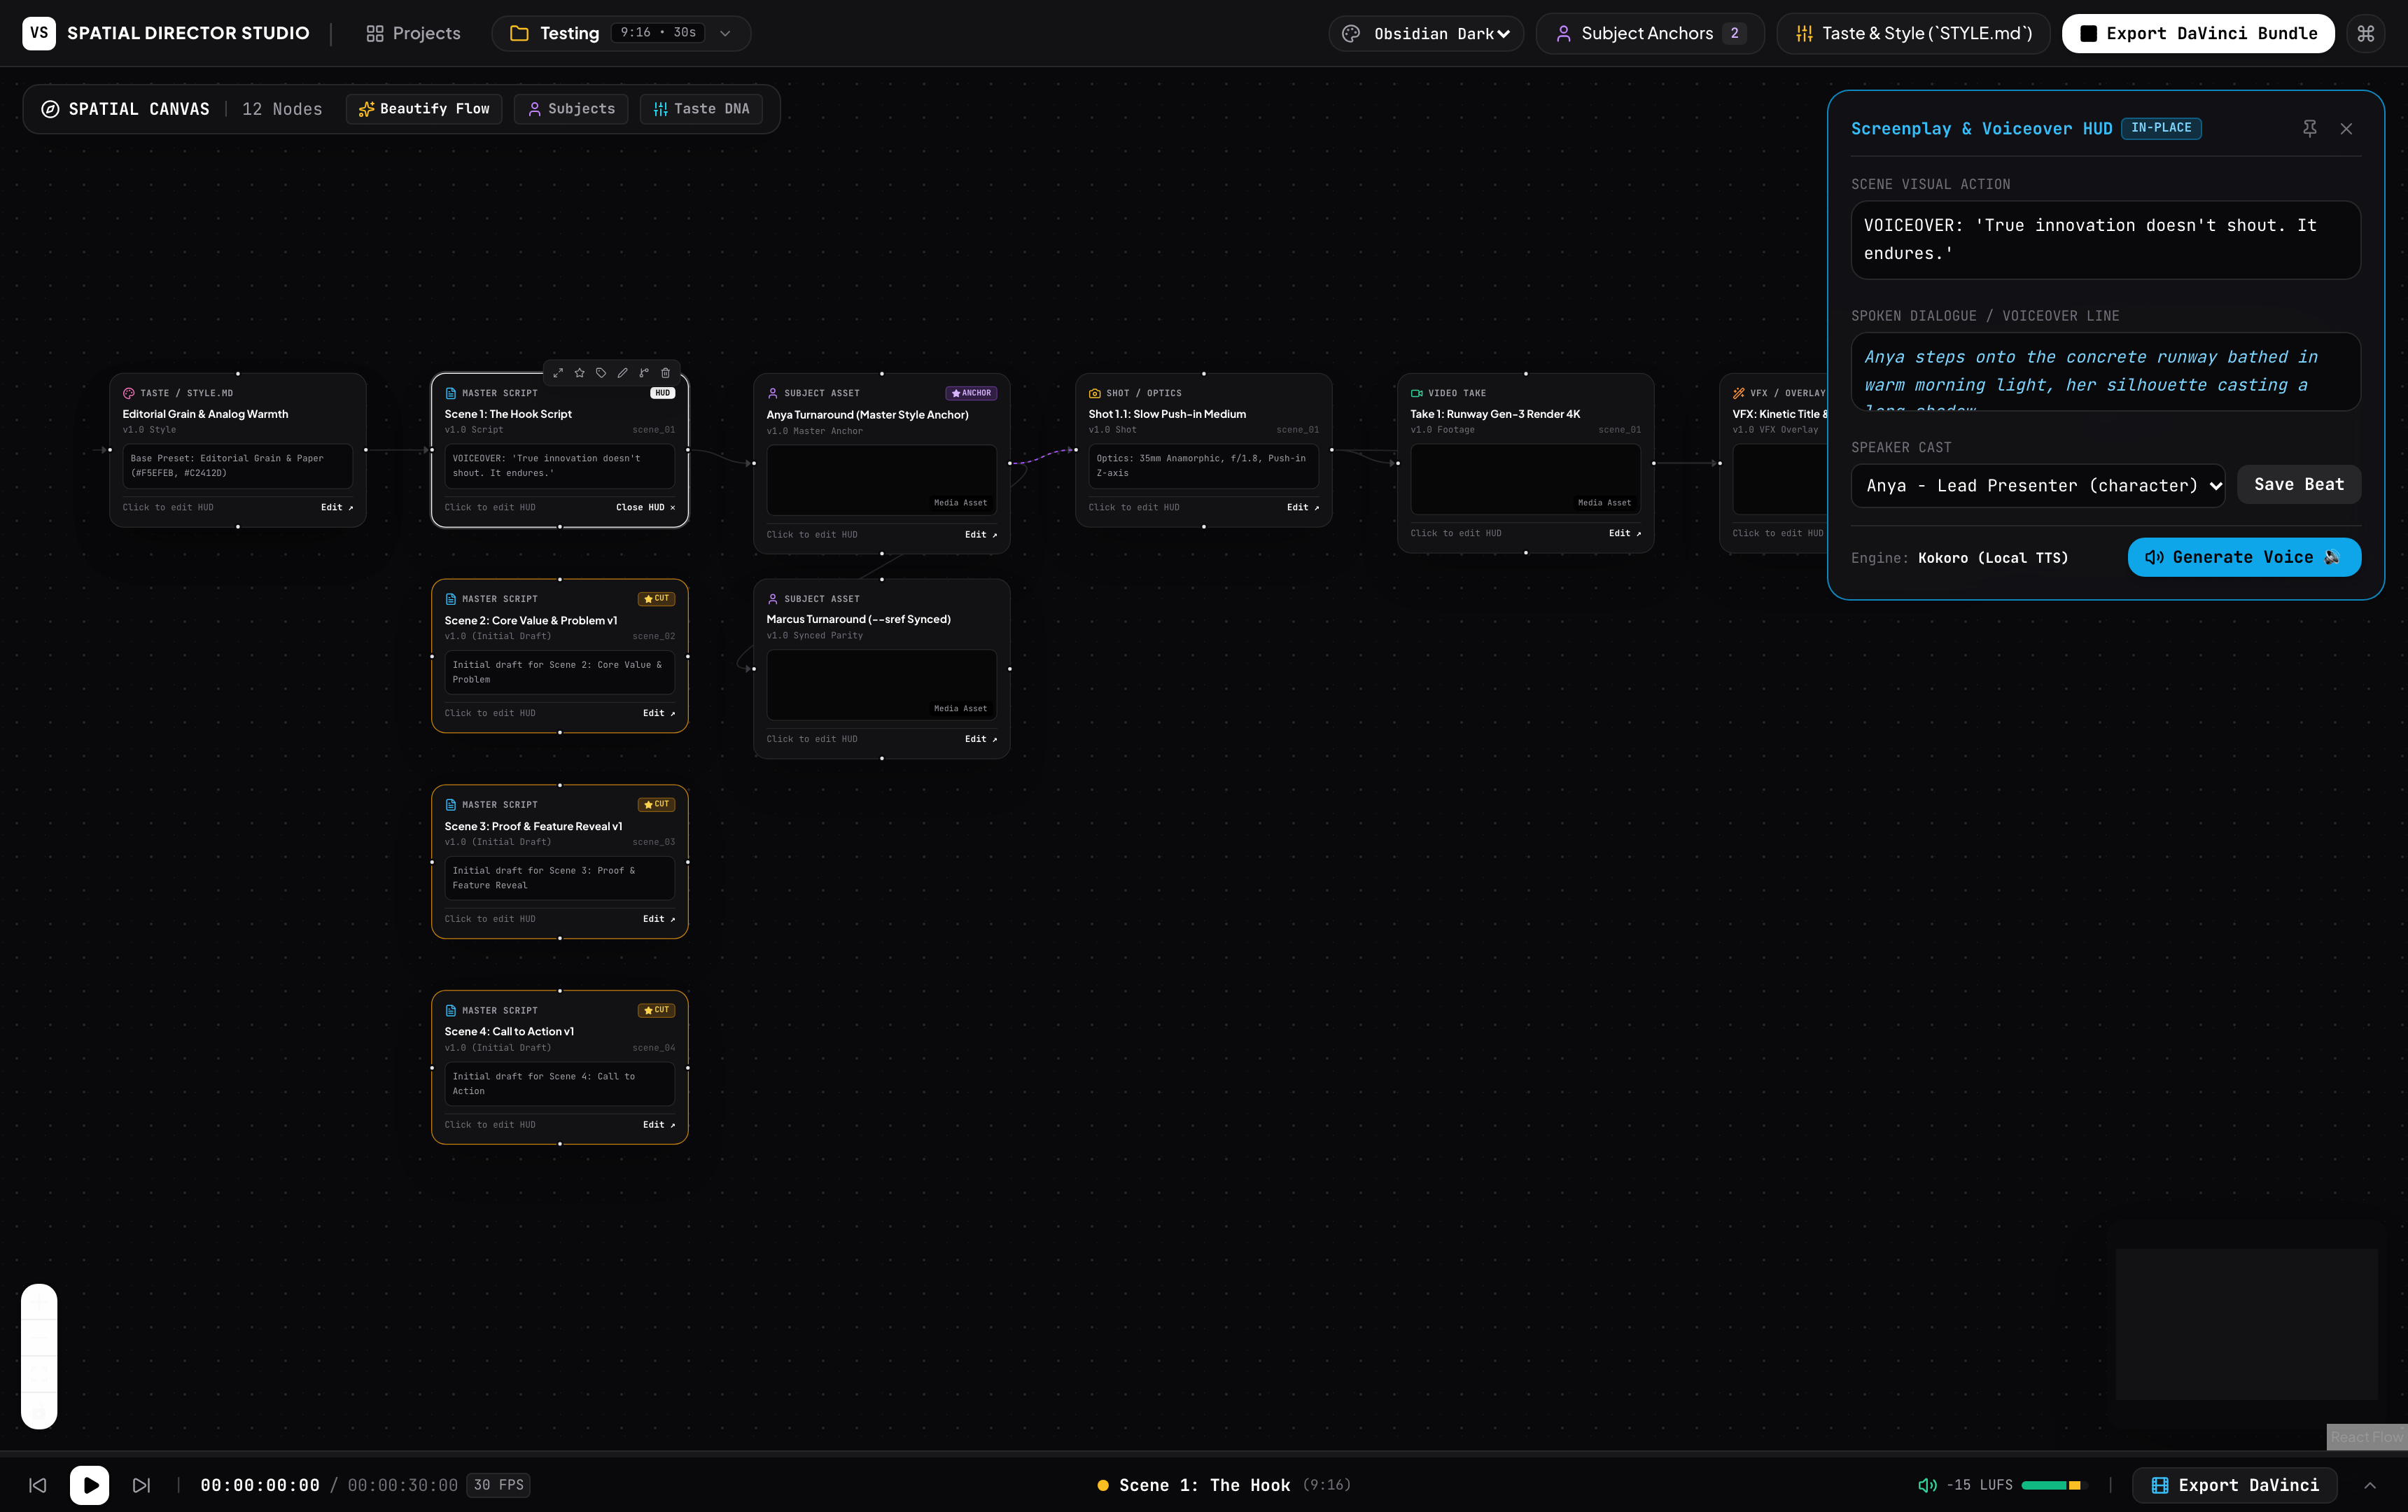 VS SPATIAL DIRECTOR STUDIO
Projects
Testing 9:16 • 30s
Obsidian Dark
Subject Anchors 2
Taste & Style (`STYLE.md`)
Export DaVinci Bundle
SPATIAL CANVAS
12 Nodes
Beautify Flow
Subjects
Taste DNA
Screenplay & Voiceover HUD IN-PLACE
SCENE VISUAL ACTION
VOICEOVER: 'True innovation doesn't shout. It
endures.'
SPOKEN DIALOGUE / VOICEOVER LINE
Anya steps onto the concrete runway bathed in
warm morning light, her silhouette casting a
long shadow
SPEAKER CAST
Anya - Lead Presenter (character)
Save Beat
Engine: Kokoro (Local TTS)
Generate Voice
TASTE / STYLE.MD
Editorial Grain & Analog Warmth
v1.0 Style
Base Preset: Editorial Grain & Paper
(#F5EFEB, #C2412D)
Click to edit HUD
Edit ↗
MASTER SCRIPT
HUD
Scene 1: The Hook Script
v1.0 Script
scene_01
VOICEOVER: 'True innovation doesn't
shout. It endures.'
Click to edit HUD
Close HUD ×
SUBJECT ASSET
ANCHOR
Anya Turnaround (Master Style Anchor)
v1.0 Master Anchor
Media Asset
Click to edit HUD
Edit ↗
SHOT / OPTICS
Shot 1.1: Slow Push-in Medium
v1.0 Shot
scene_01
Optics: 35mm Anamorphic, f/1.8, Push-in
Z-axis
Click to edit HUD
Edit ↗
VIDEO TAKE
Take 1: Runway Gen-3 Render 4K
v1.0 Footage
scene_01
Media Asset
Click to edit HUD
Edit ↗
VFX / OVERLAY
VFX: Kinetic Title &
v1.0 VFX Overlay
Click to edit HUD
MASTER SCRIPT
CUT
Scene 2: Core Value & Problem v1
v1.0 (Initial Draft)
scene_02
Initial draft for Scene 2: Core Value &
Problem
Click to edit HUD
Edit ↗
SUBJECT ASSET
Marcus Turnaround (--sref Synced)
v1.0 Synced Parity
Media Asset
Click to edit HUD
Edit ↗
MASTER SCRIPT
CUT
Scene 3: Proof & Feature Reveal v1
v1.0 (Initial Draft)
scene_03
Initial draft for Scene 3: Proof &
Feature Reveal
Click to edit HUD
Edit ↗
MASTER SCRIPT
CUT
Scene 4: Call to Action v1
v1.0 (Initial Draft)
scene_04
Initial draft for Scene 4: Call to
Action
Click to edit HUD
Edit ↗
React Flow
00:00:00:00 / 00:00:30:00 30 FPS
Scene 1: The Hook (9:16)
-15 LUFS
Export DaVinci